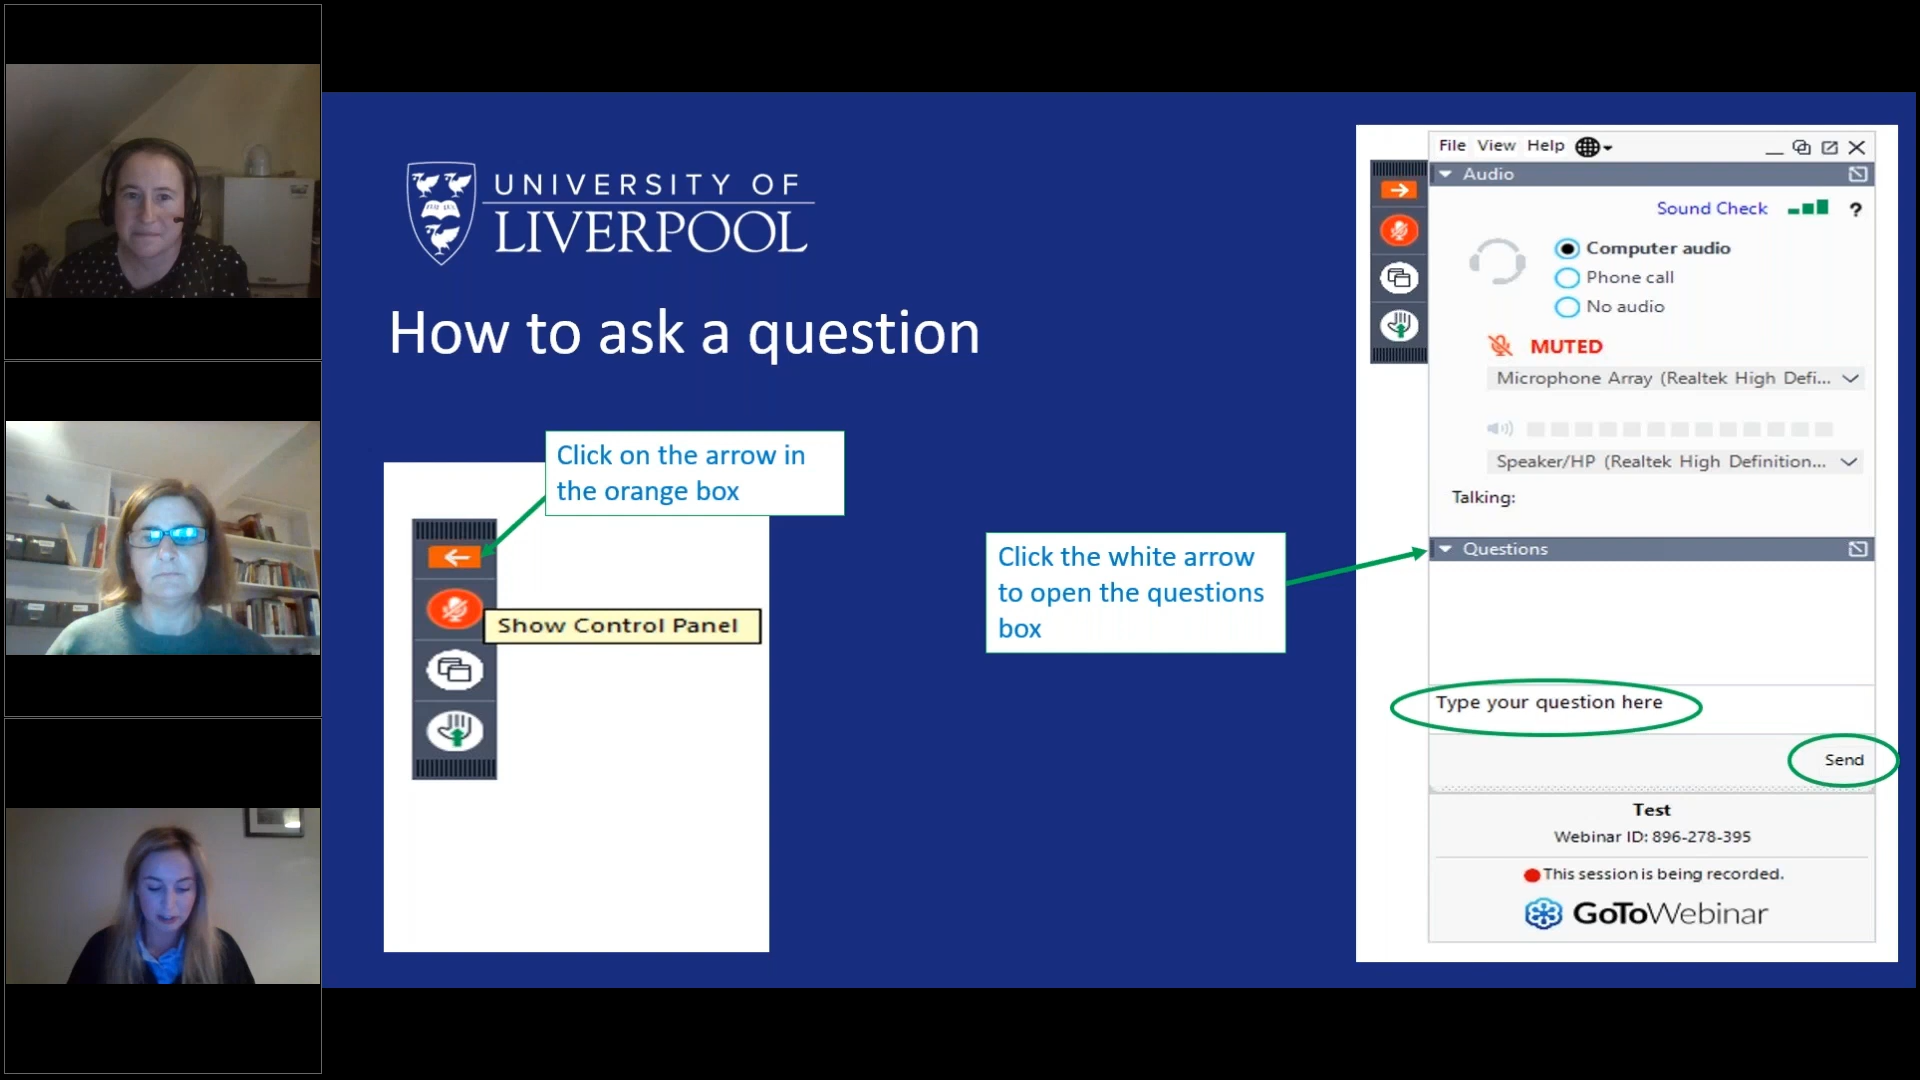 UNIVERSITY OF
LIVERPOOL
How to ask a question
Click on the arrow in
the orange box
Show Control Panel
Click the white arrow
to open the questions
box
File View Help
Audio
Sound Check
?
Computer audio
Phone call
No audio
MUTED
Microphone Array (Realtek High Defi...
Speaker/HP (Realtek High Definition...
Talking:
Questions
Type your question here
Send
Test
Webinar ID: 896-278-395
This session is being recorded.
GoToWebinar